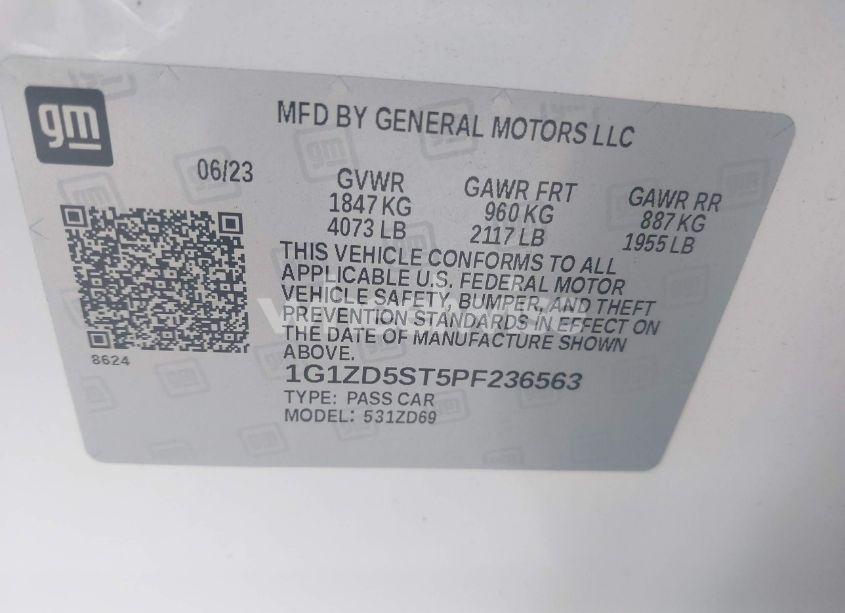 gm
MFD BY GENERAL MOTORS LLC
06/23
GVWR GAWR FRT GAWR RR
1847 KG 960 KG 887 KG
4073 LB 2117 LB 1955 LB
THIS VEHICLE CONFORMS TO ALL
APPLICABLE U.S. FEDERAL MOTOR
VEHICLE SAFETY, BUMPER, AND THEFT
PREVENTION STANDARDS IN EFFECT ON
THE DATE OF MANUFACTURE SHOWN
ABOVE.
8624
1G1ZD5ST5PF236563
TYPE: PASS CAR
MODEL: 531ZD69